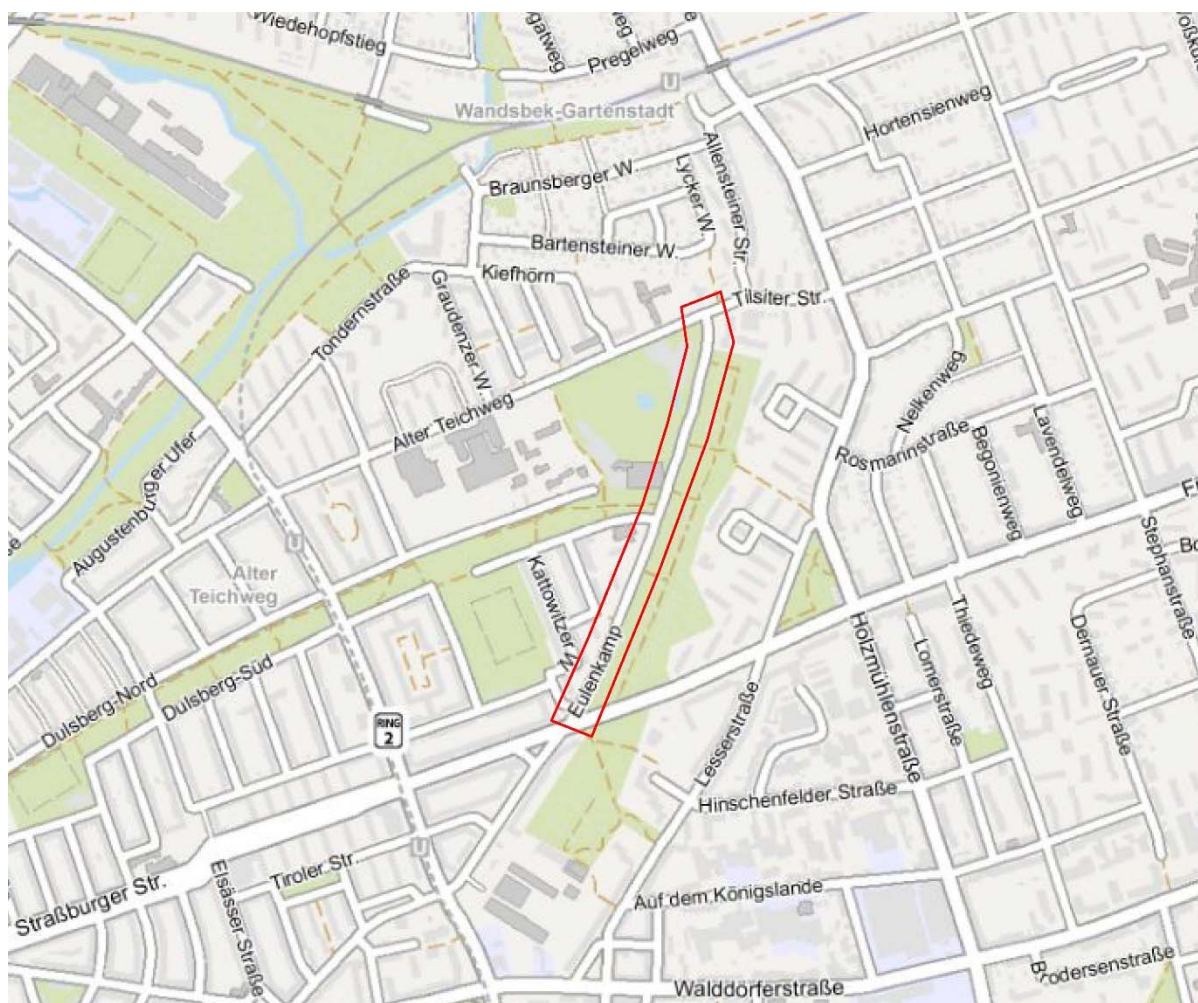 Wiedehopfstieg
Pregelweg
U
Wandsbek-Gartenstadt
Hortensienweg
Allensteiner Str.
Braunsberger W.
Lycker W.
Bartensteiner W.
Kiefhörn
Tondernstraße
Graudenzer W.
Tilsiter Str.
Alter Teichweg
Nelkenweg
Rosmarinstraße
Begonienweg
Lavendelweg
Augustenburger Ufer
U
Alter
Teichweg
Stephanstraße
Kattowitzer W.
Eulenkamp
Holzmühlenstraße
Lomerstraße
Thiedeweg
Dernauer Straße
Dulsberg-Nord
Dulsberg-Süd
RING
2
Lesserstraße
Hinschenfelder Straße
U
Tiroler Str.
Elsässer Straße
Straßburger Str.
Auf dem Königslande
Walddörferstraße
Brodersenstraße